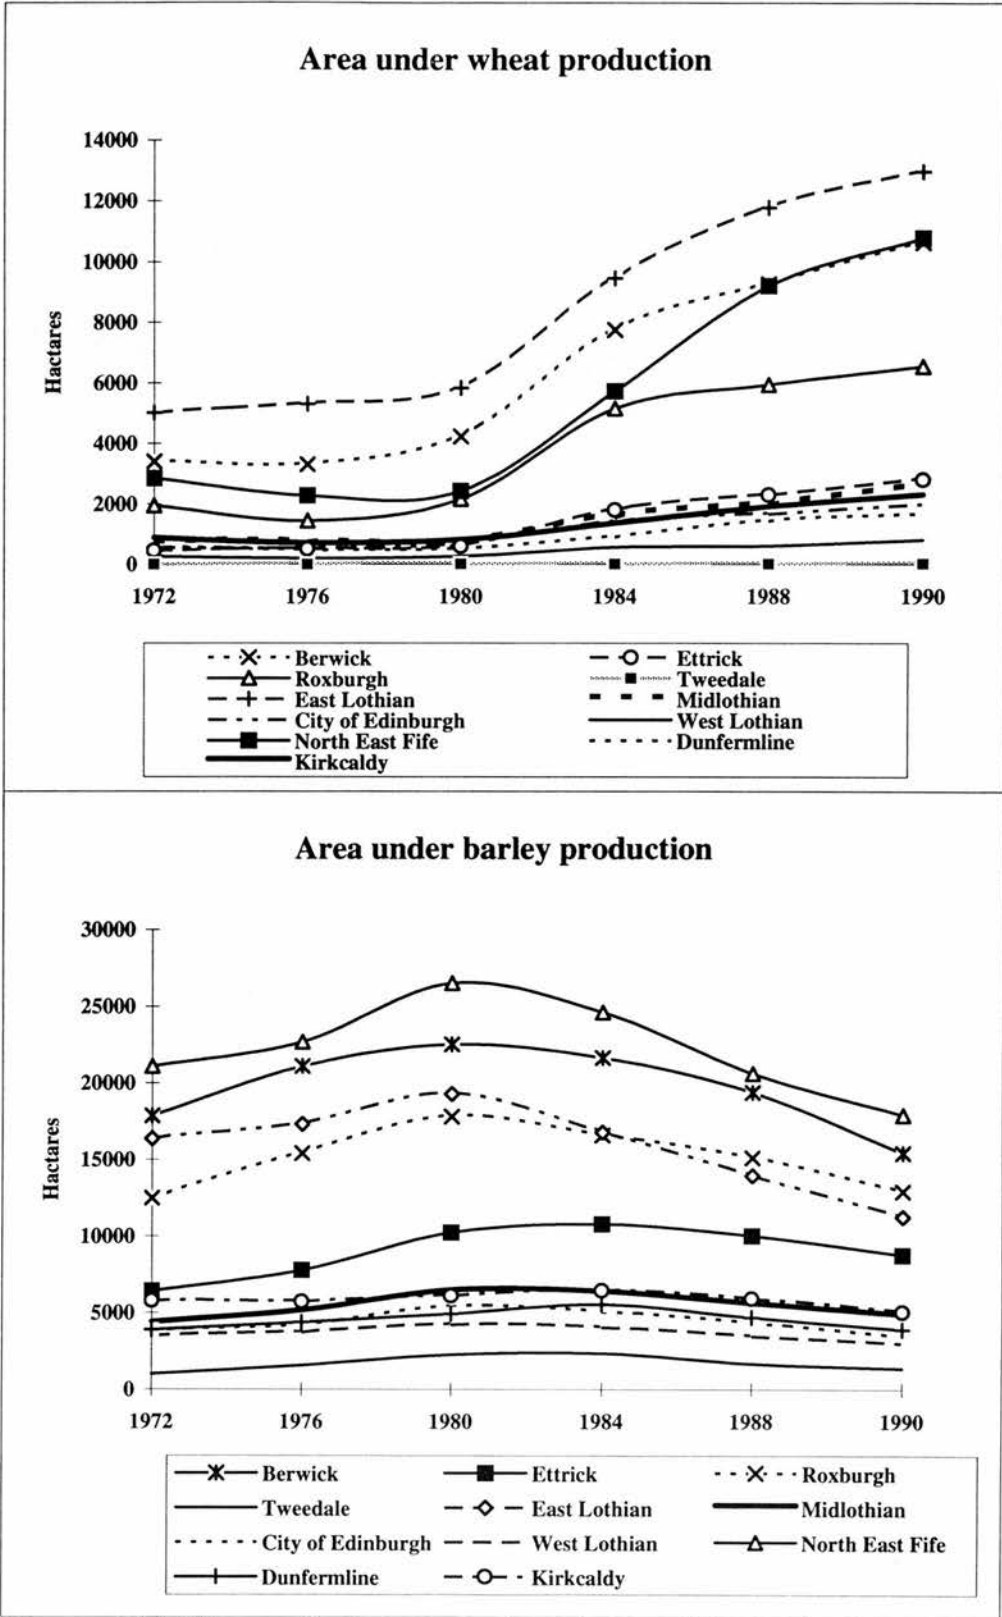 Area under wheat production
14000
12000
10000
8000
6000
4000
2000
0
Hactares
1972 1976 1980 1984 1988 1990
Berwick Ettrick
Roxburgh Tweedale
East Lothian Midlothian
City of Edinburgh West Lothian
North East Fife Dunfermline
Kirkcaldy
Area under barley production
30000
25000
20000
15000
10000
5000
0
Hactares
1972 1976 1980 1984 1988 1990
Berwick Ettrick Roxburgh
Tweedale East Lothian Midlothian
City of Edinburgh West Lothian North East Fife
Dunfermline Kirkcaldy